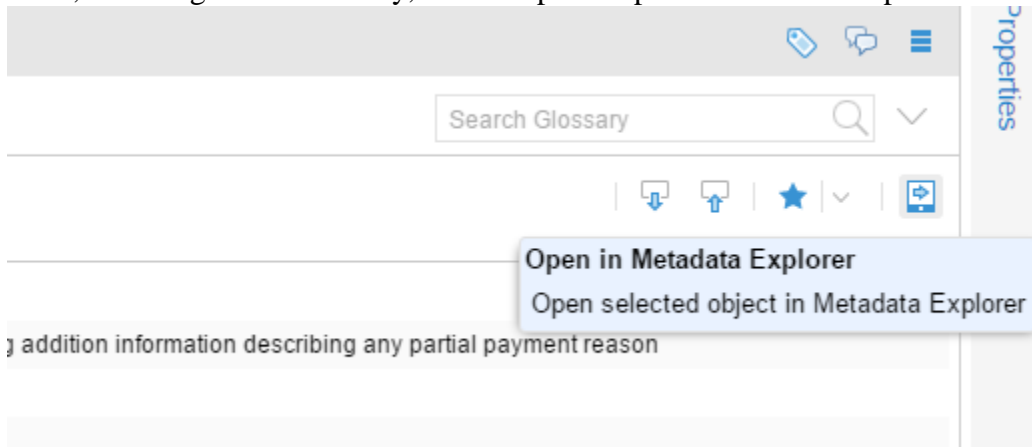 Properties
Search Glossary
Open in Metadata Explorer
Open selected object in Metadata Explorer
addition information describing any partial payment reason